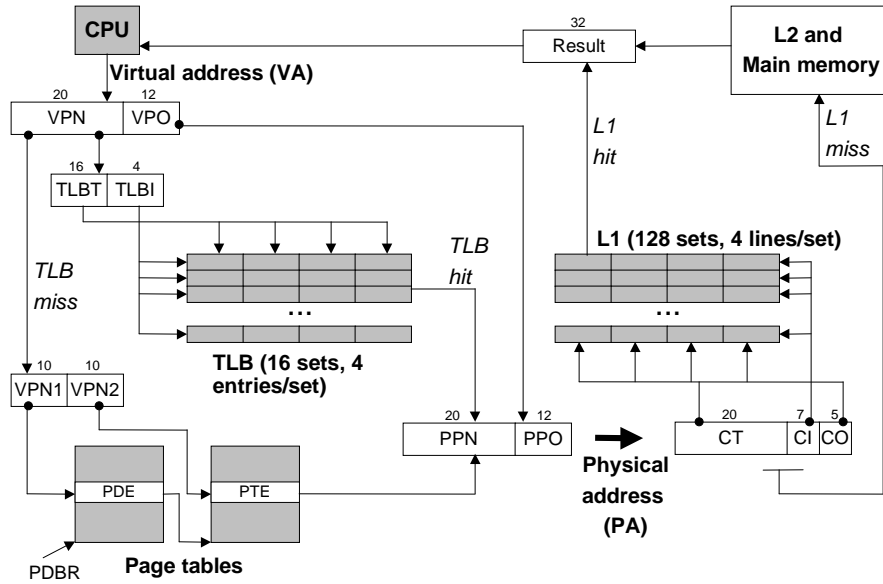 CPU
32
Result
L2 and
Main memory
Virtual address (VA)
20
12
VPN
VPO
L1
hit
L1
miss
16
4
TLBT
TLBI
TLB
miss
TLB
hit
L1 (128 sets, 4 lines/set)
...
...
TLB (16 sets, 4
entries/set)
10
10
VPN1
VPN2
20
12
PPN
PPO
20
7
5
CT
CI
CO
Physical
address
(PA)
PDE
PTE
PDBR
Page tables